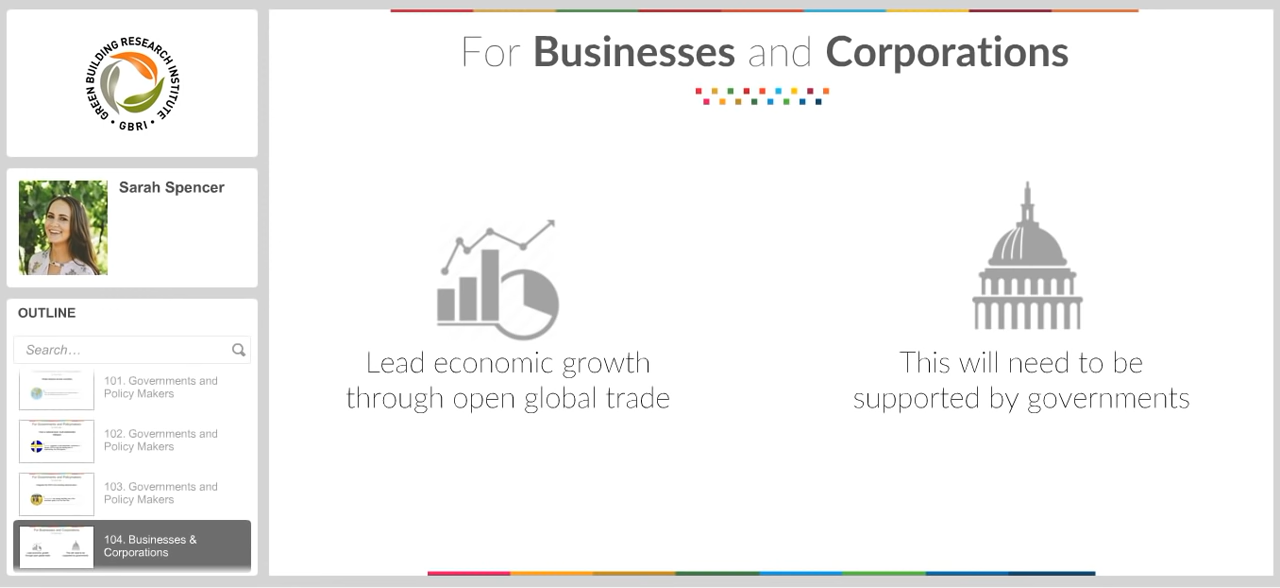 GREEN BUILDING RESEARCH INSTITUTE
• GBRI •
Sarah Spencer
OUTLINE
Search...
101. Governments and
Policy Makers
102. Governments and
Policy Makers
103. Governments and
Policy Makers
104. Businesses &
Corporations
For Businesses and Corporations
Lead economic growth
through open global trade
This will need to be
supported by governments